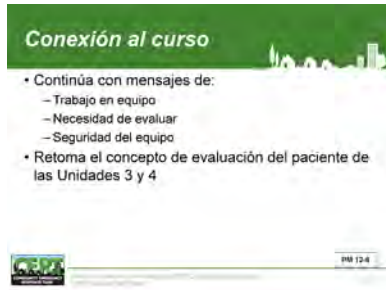 Conexión al curso
• Continúa con mensajes de:
– Trabajo en equipo
– Necesidad de evaluar
– Seguridad del equipo
• Retoma el concepto de evaluación del paciente de
las Unidades 3 y 4
PM 12-4